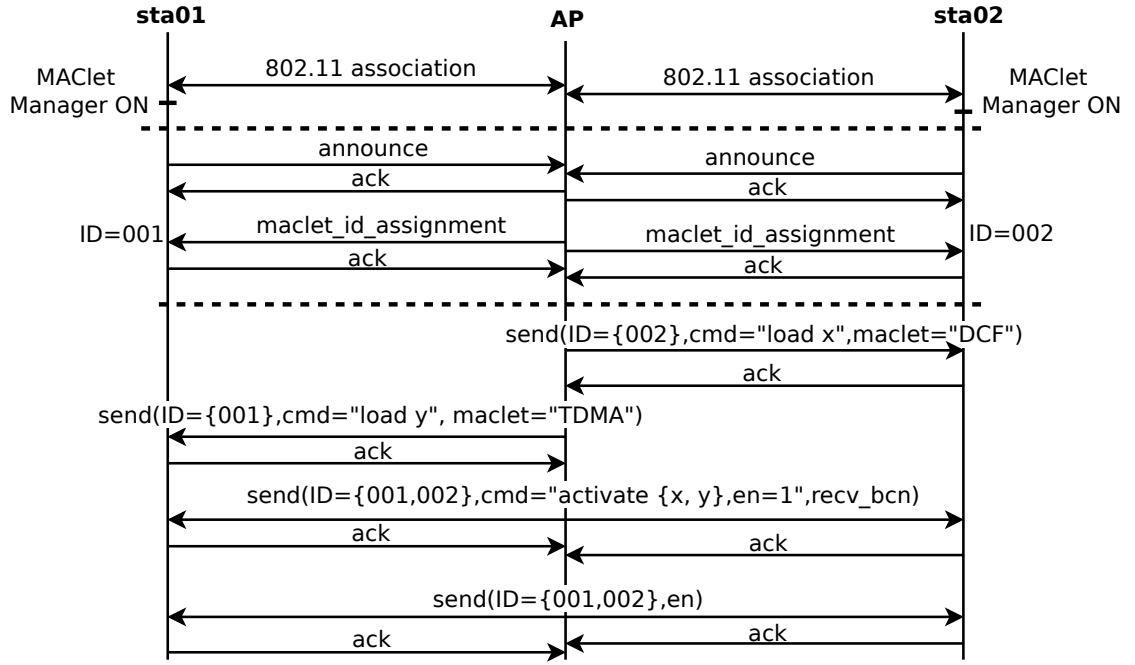 sta01
AP
sta02
802.11 association
802.11 association
MAClet
Manager ON
MAClet
Manager ON
announce
announce
ack
ack
ID=001
maclet_id_assignment
maclet_id_assignment
ID=002
ack
ack
send(ID={002},cmd="load x",maclet="DCF")
ack
send(ID={001},cmd="load y", maclet="TDMA")
ack
send(ID={001,002},cmd="activate {x, y},en=1",recv_bcn)
ack
ack
send(ID={001,002},en)
ack
ack